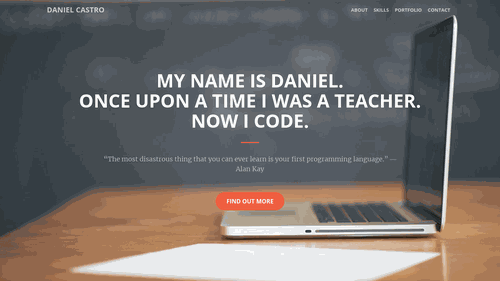 DANIEL CASTRO
ABOUT SKILLS PORTFOLIO CONTACT
MY NAME IS DANIEL.
ONCE UPON A TIME I WAS A TEACHER.
NOW I CODE.
“The most disastrous thing that you can ever learn is your first programming language.” —
Alan Kay
FIND OUT MORE